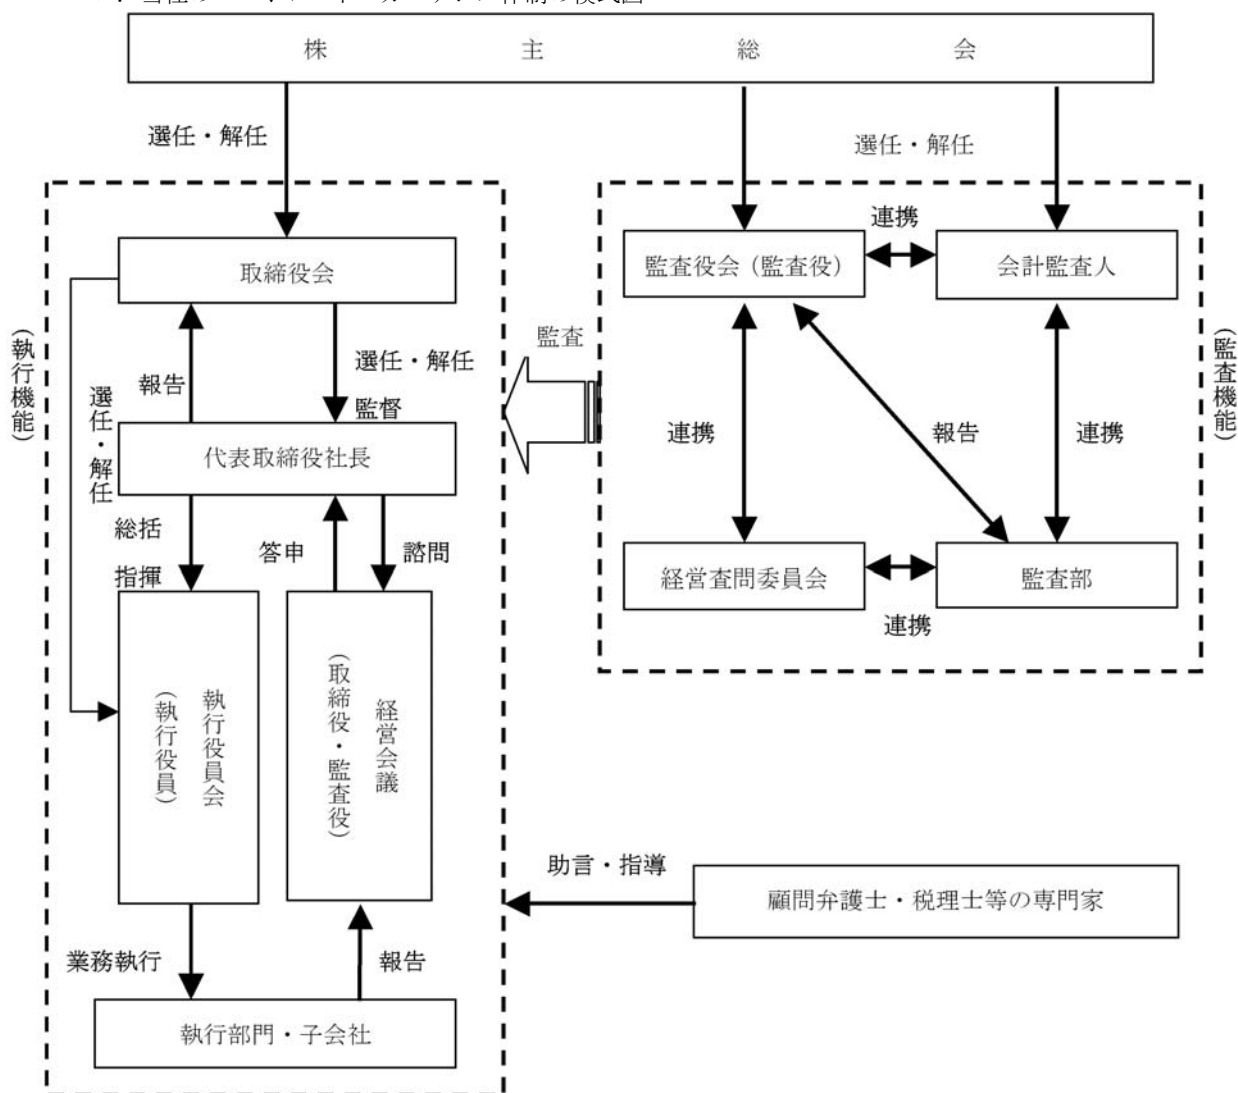 株主総会
選任・解任
選任・解任
取締役会
監査役会（監査役）
連携
会計監査人
（執行機能）
選任・解任
報告
選任・解任
監督
監査
連携
報告
連携
（監査機能）
代表取締役社長
総括
指揮
答申
諮問
経営査問委員会
連携
監査部
執行役員会
（執行役員）
経営会議
（取締役・監査役）
助言・指導
顧問弁護士・税理士等の専門家
業務執行
報告
執行部門・子会社